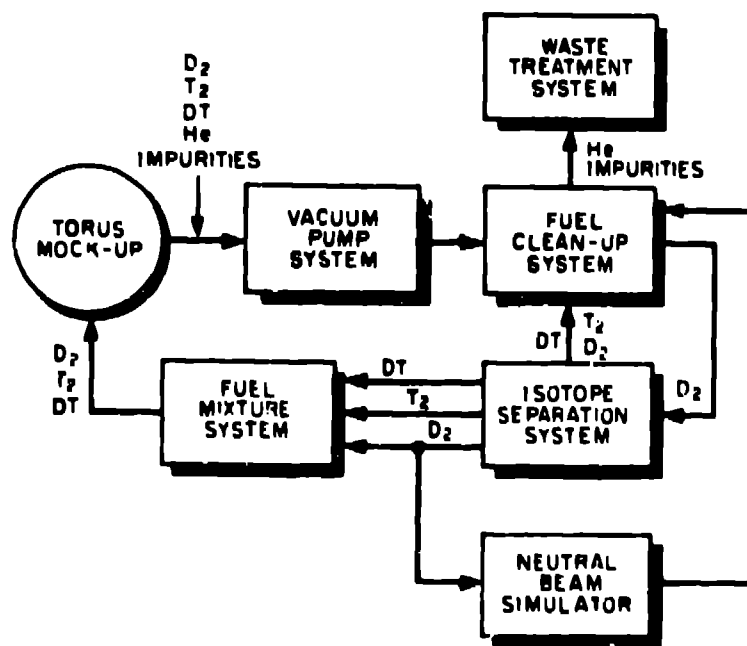 D2
T2
DT
He
IMPURITIES
WASTE
TREATMENT
SYSTEM
He
IMPURITIES
TORUS
MOCK-UP
VACUUM
PUMP
SYSTEM
FUEL
CLEAN-UP
SYSTEM
D2
T2
DT
FUEL
MIXTURE
SYSTEM
DT
T2
D2
DT
T2
D2
ISOTOPE
SEPARATION
SYSTEM
D2
NEUTRAL
BEAM
SIMULATOR